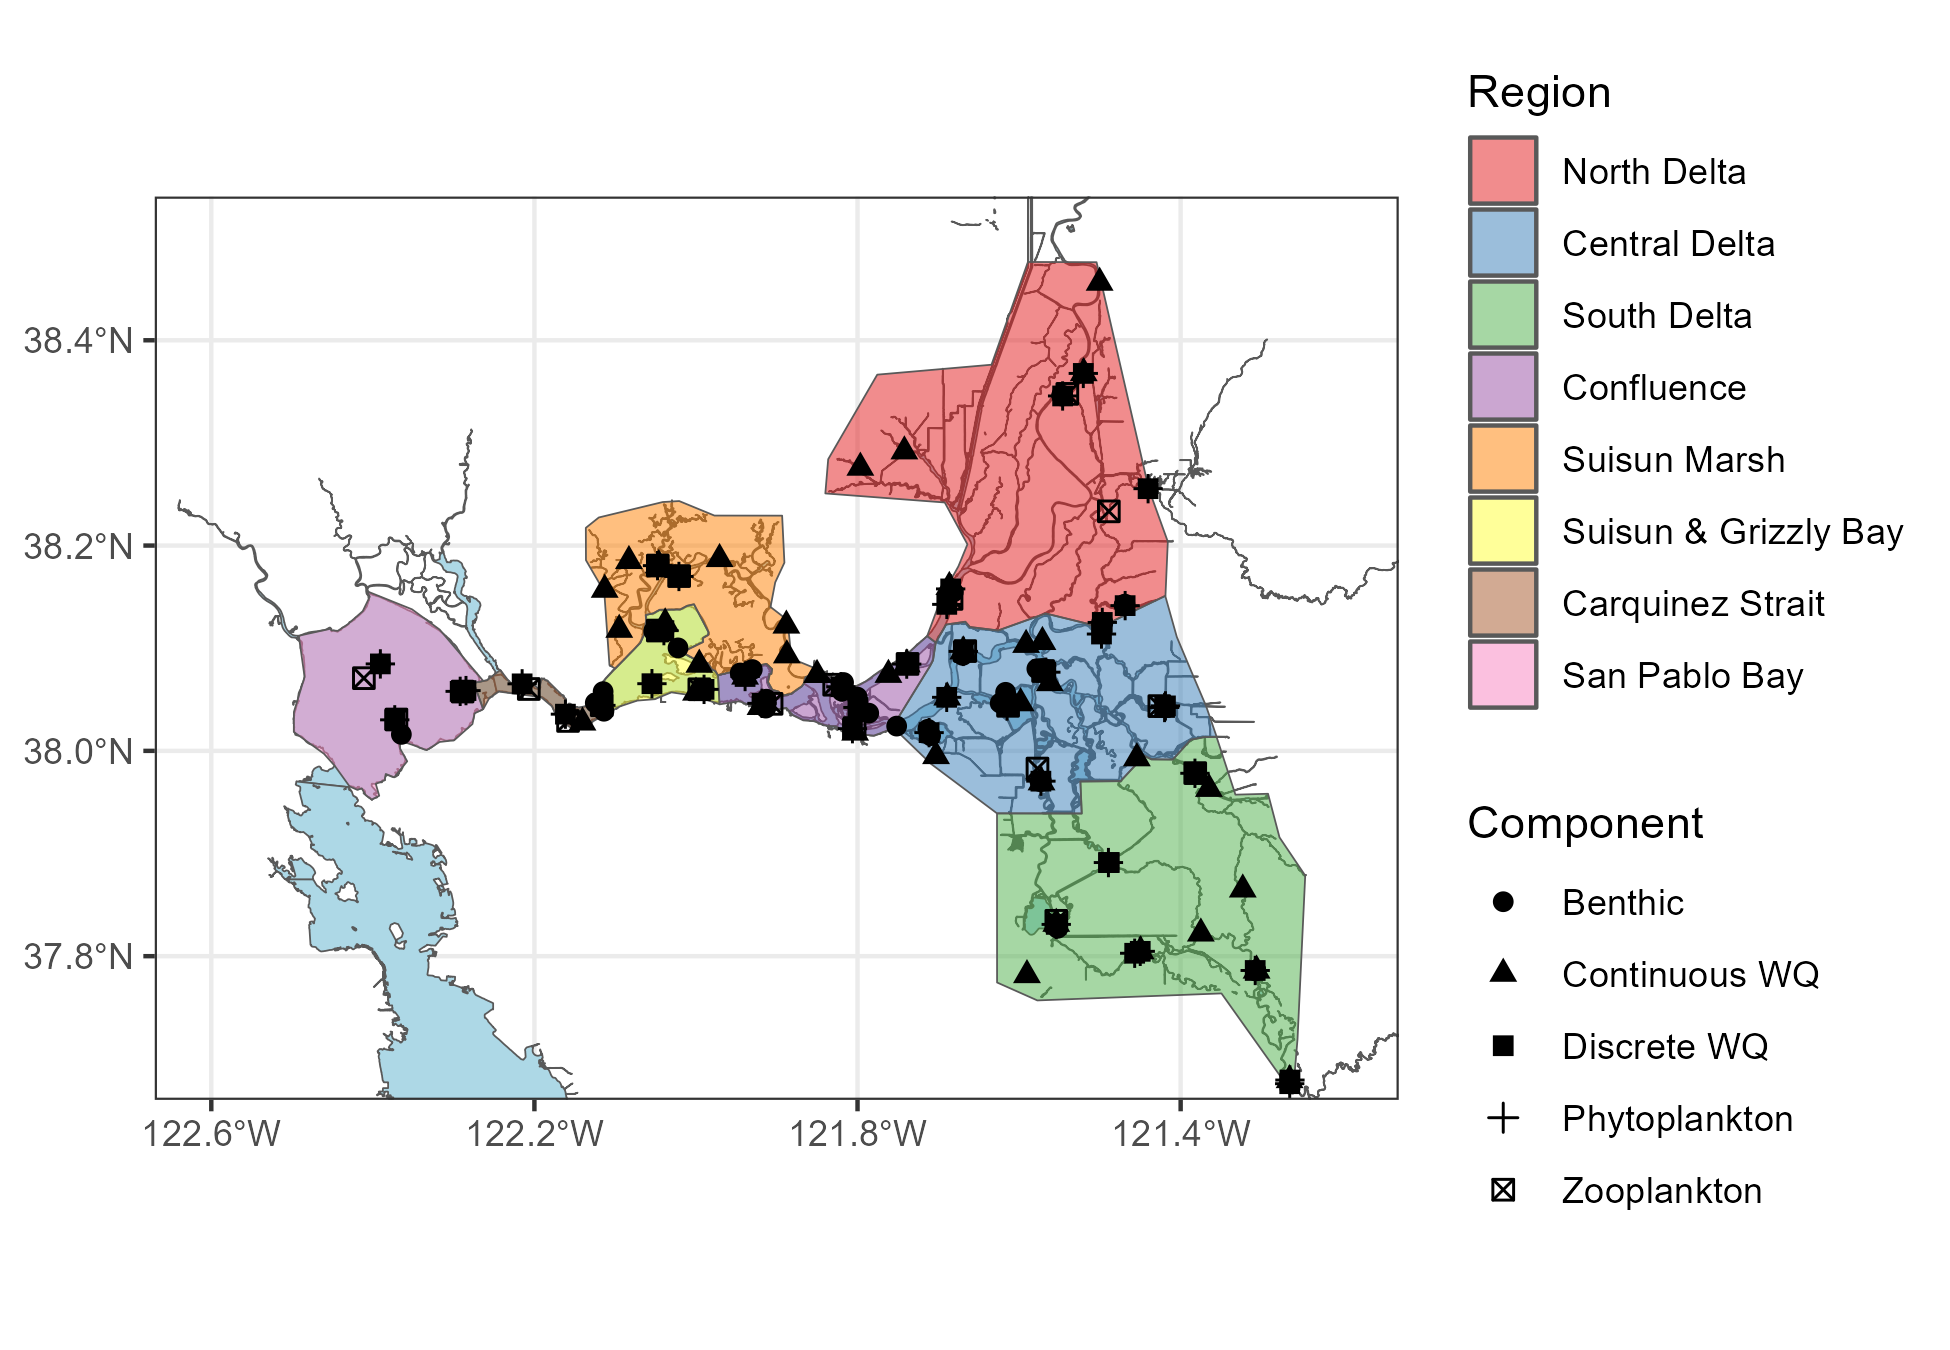 Region
North Delta
Central Delta
South Delta
Confluence
Suisun Marsh
Suisun & Grizzly Bay
Carquinez Strait
San Pablo Bay
Component
Benthic
Continuous WQ
Discrete WQ
Phytoplankton
Zooplankton
38.4°N
38.2°N
38.0°N
37.8°N
122.6°W
122.2°W
121.8°W
121.4°W